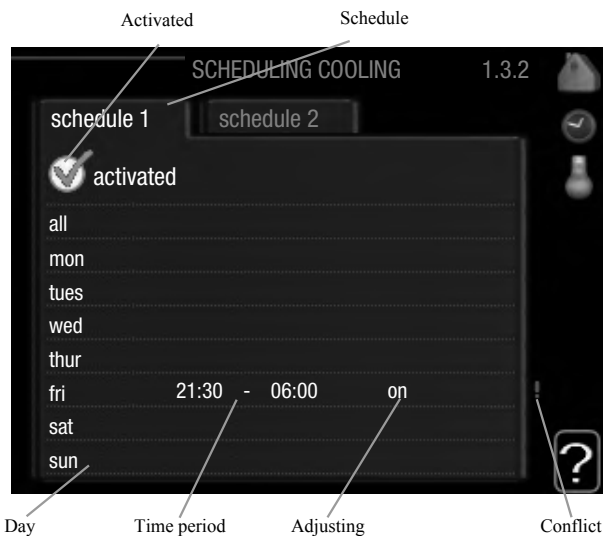 Activated Schedule
SCHEDULING COOLING 1.3.2
schedule 1 schedule 2
activated
all
mon
tues
wed
thur
fri 21:30 - 06:00 on !
sat
sun
?
Day Time period Adjusting Conflict